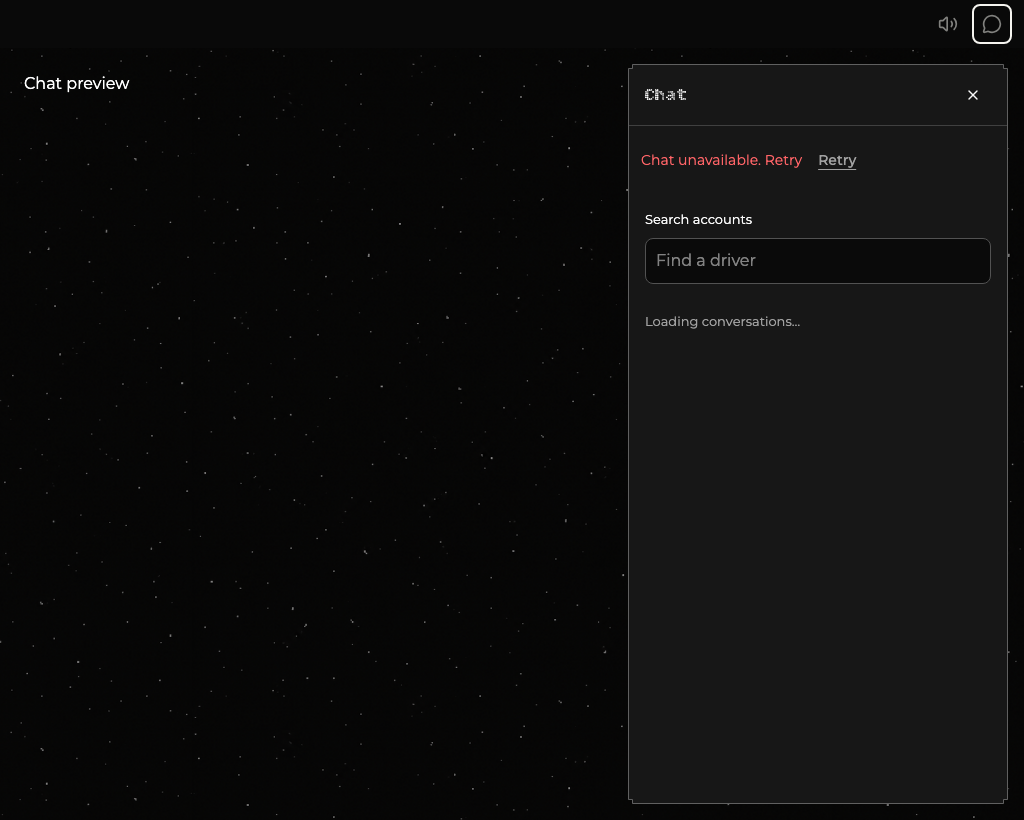 Chat preview
Chat
Chat unavailable. Retry Retry
Search accounts
Find a driver
Loading conversations...